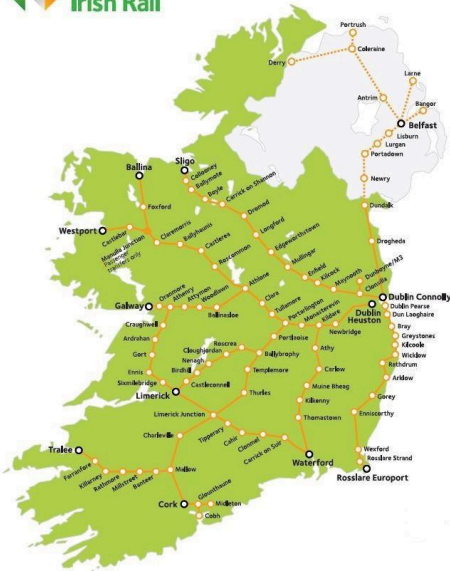 Irish Rail
Portrush
Coleraine
Derry
Larne
Antrim
Bangor
Belfast
Lisburn
Lurgan
Portadown
Newry
Dundalk
Drogheda
Sligo
Collooney
Ballymote
Boyle
Carrick on Shannon
Dromod
Longford
Edgeworthstown
Mullingar
Enfield
Kilcock
Maynooth
Dunboyne/M3
Clonsilla
Ballina
Foxford
Westport
Castlebar
Manulla Junction
Passenger
transfers only
Claremorris
Ballyhaunis
Castlerea
Roscommon
Athlone
Clara
Tullamore
Portarlington
Monasterevin
Kildare
Newbridge
Dublin Connolly
Dublin
Heuston
Dublin Pearse
Dun Laoghaire
Bray
Greystones
Kilcoole
Wicklow
Rathdrum
Arklow
Gorey
Enniscorthy
Wexford
Rosslare Strand
Rosslare Europort
Galway
Oranmore
Athenry
Attymon
Woodlawn
Ballinasloe
Craughwell
Ardrahan
Gort
Ennis
Sixmilebridge
Limerick
Castleconnell
Birdhill
Nenagh
Cloughjordan
Roscrea
Ballybrophy
Portlaoise
Templemore
Thurles
Limerick Junction
Athy
Carlow
Muine Bheag
Kilkenny
Thomastown
Waterford
Tipperary
Cahir
Clonmel
Carrick on Suir
Charleville
Mallow
Banteer
Millstreet
Rathmore
Killarney
Farranfore
Tralee
Cork
Glounthaune
Midleton
Cobh